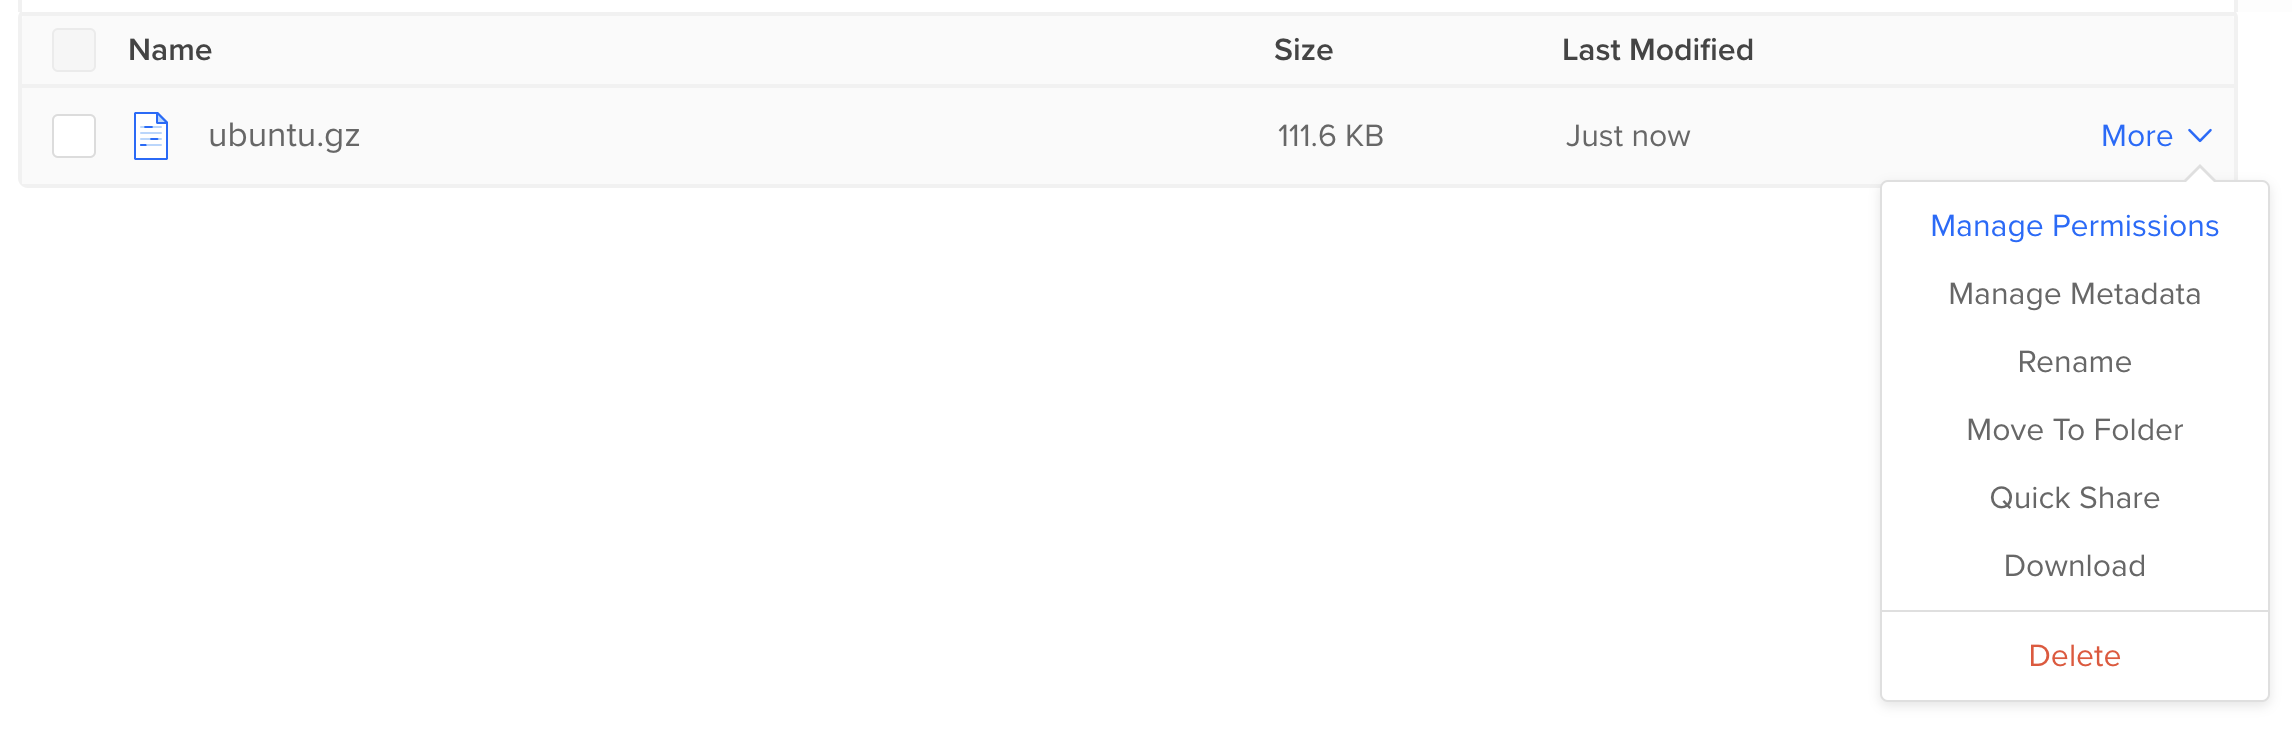 Name Size Last Modified
ubuntu.gz 111.6 KB Just now More
Manage Permissions
Manage Metadata
Rename
Move To Folder
Quick Share
Download
Delete